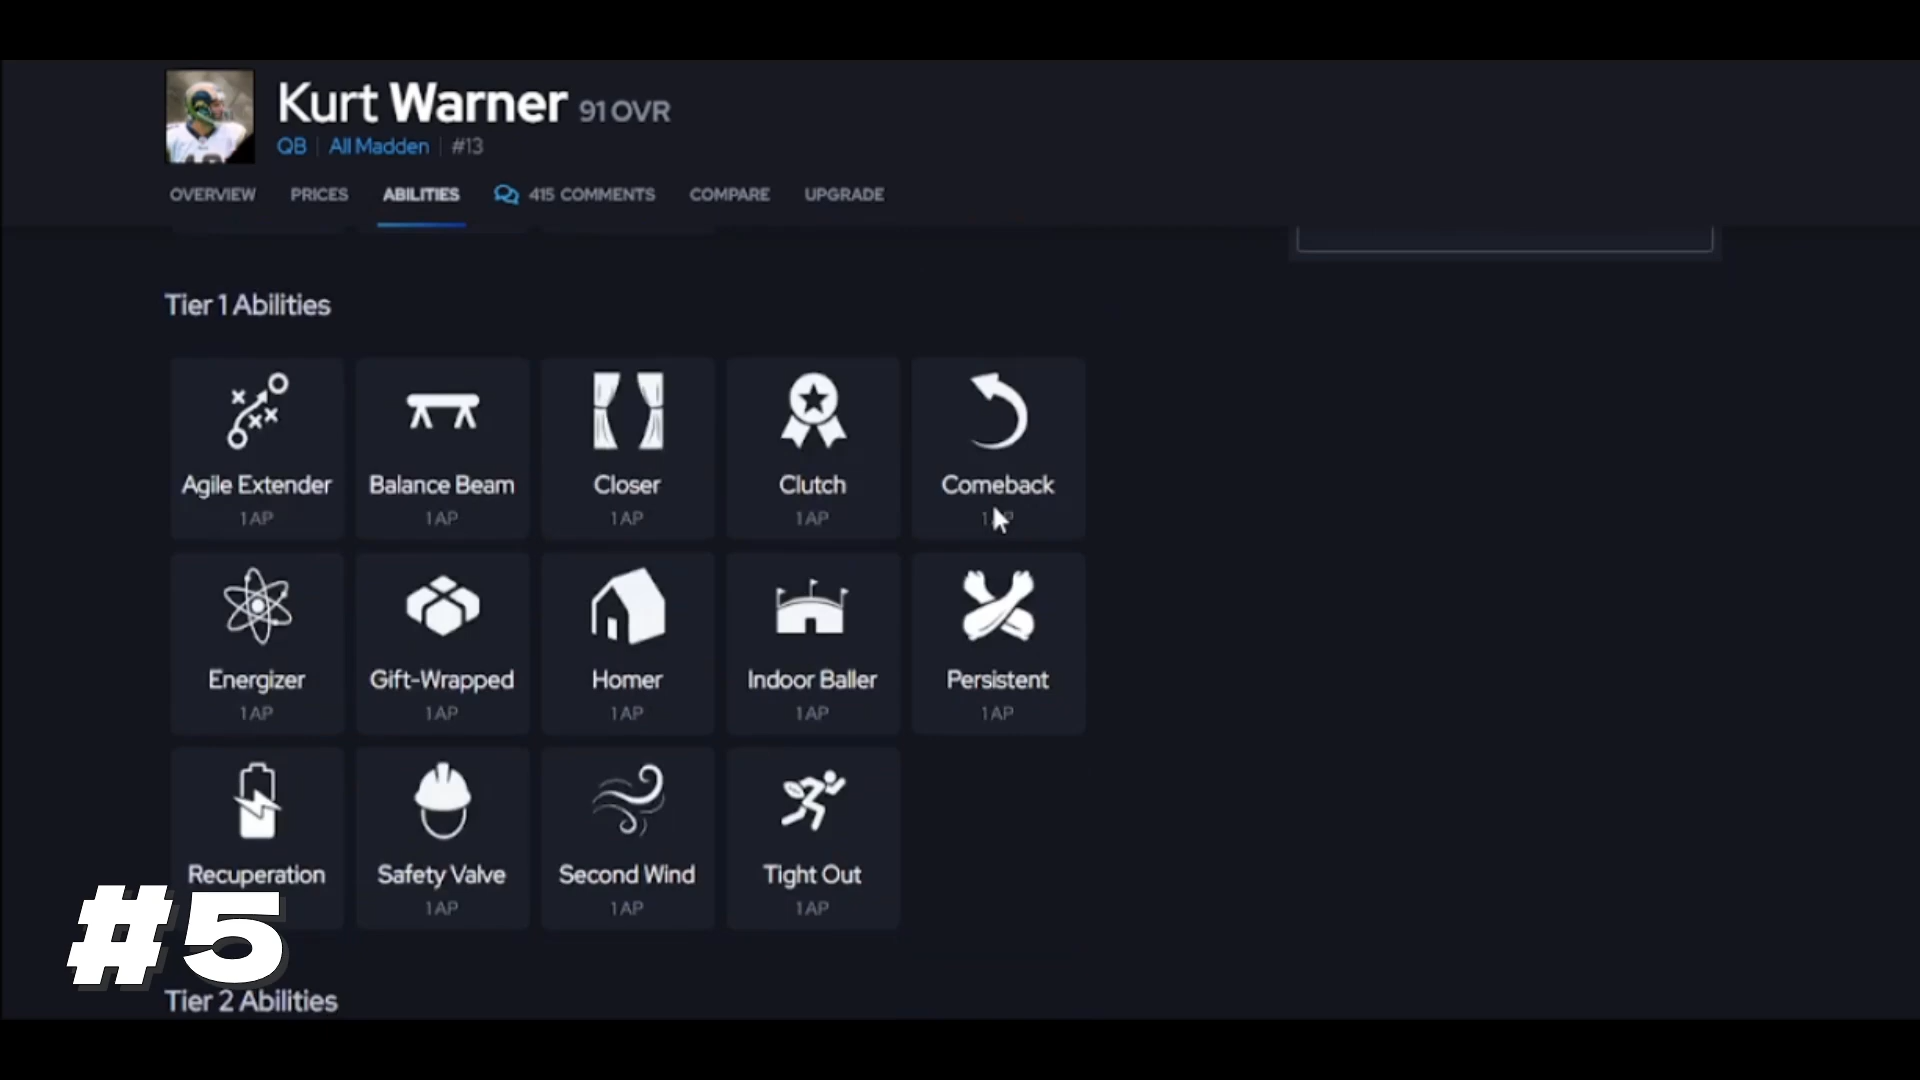 Kurt Warner 91 OVR
QB All Madden #13
OVERVIEW PRICES ABILITIES 415 COMMENTS COMPARE UPGRADE
Tier 1 Abilities
Agile Extender Balance Beam Closer Clutch Comeback
1 AP 1 AP 1 AP 1 AP
Energizer Gift-Wrapped Homer Indoor Baller Persistent
1 AP 1 AP 1 AP 1 AP 1 AP
Recuperation Safety Valve Second Wind Tight Out
1 AP 1 AP 1 AP
#5
Tier 2 Abilities